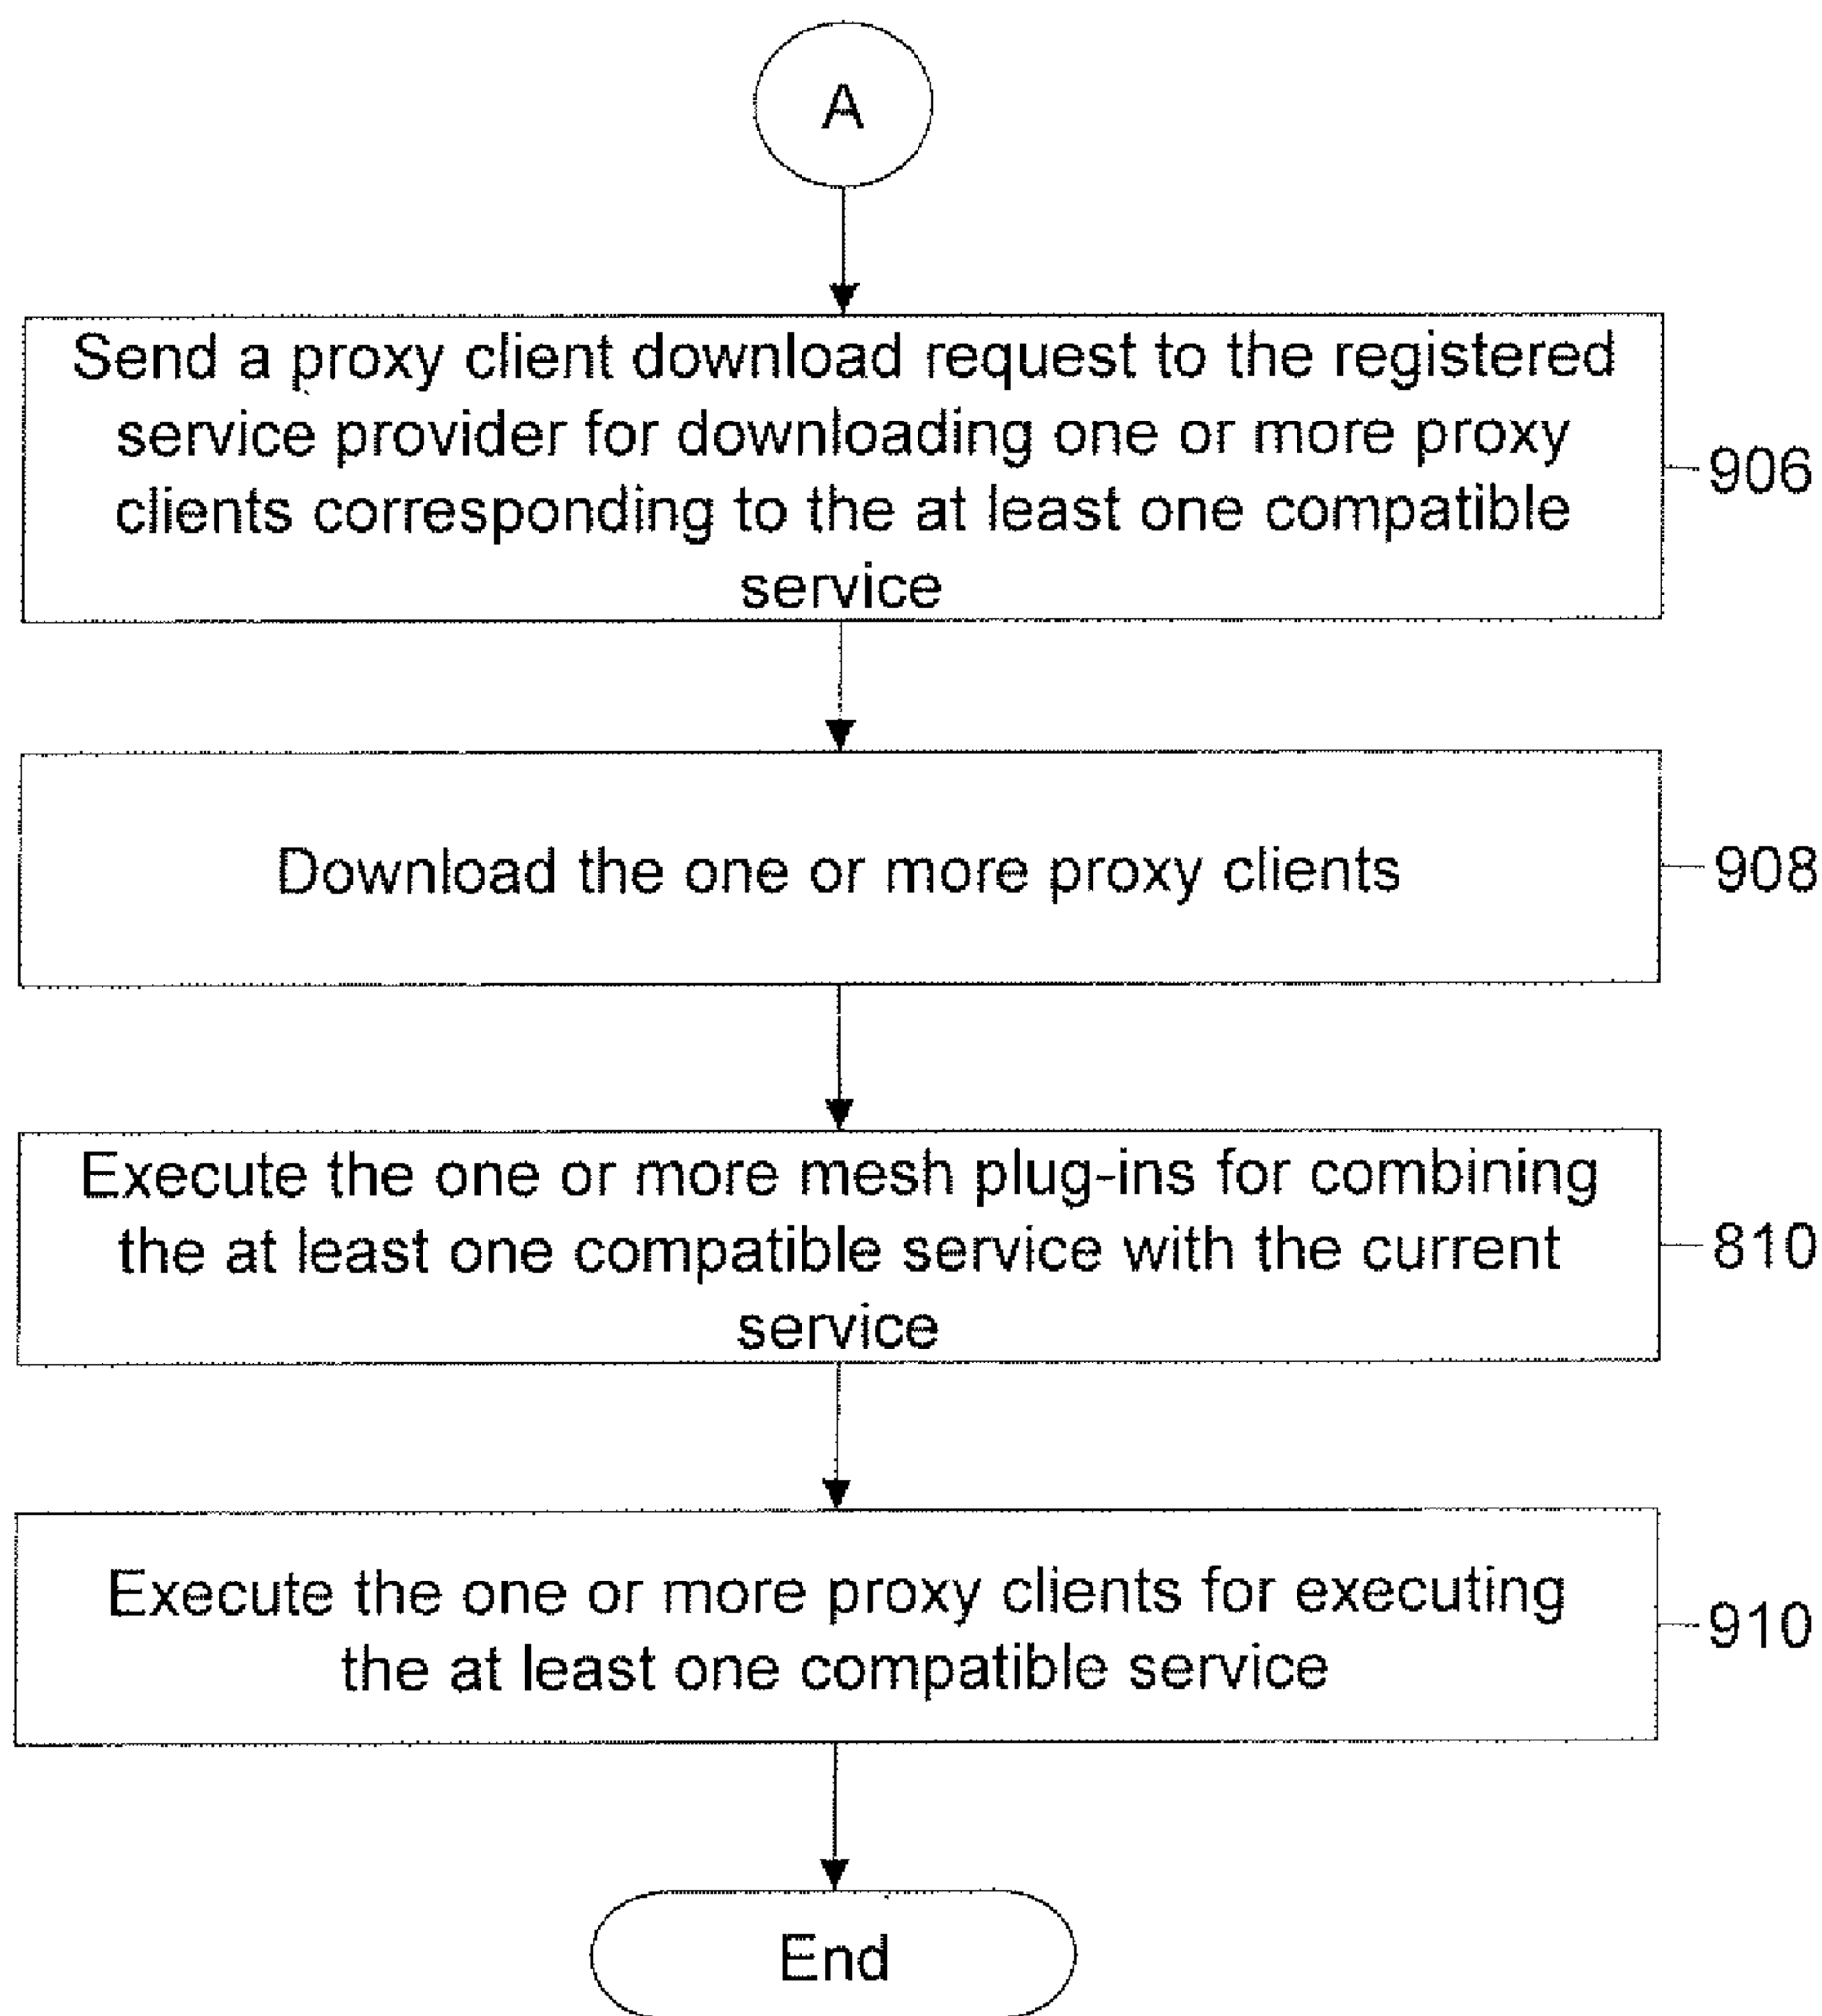 A
Send a proxy client download request to the registered
service provider for downloading one or more proxy
clients corresponding to the at least one compatible
service
906
Download the one or more proxy clients
908
Execute the one or more mesh plug-ins for combining
the at least one compatible service with the current
service
810
Execute the one or more proxy clients for executing
the at least one compatible service
910
End